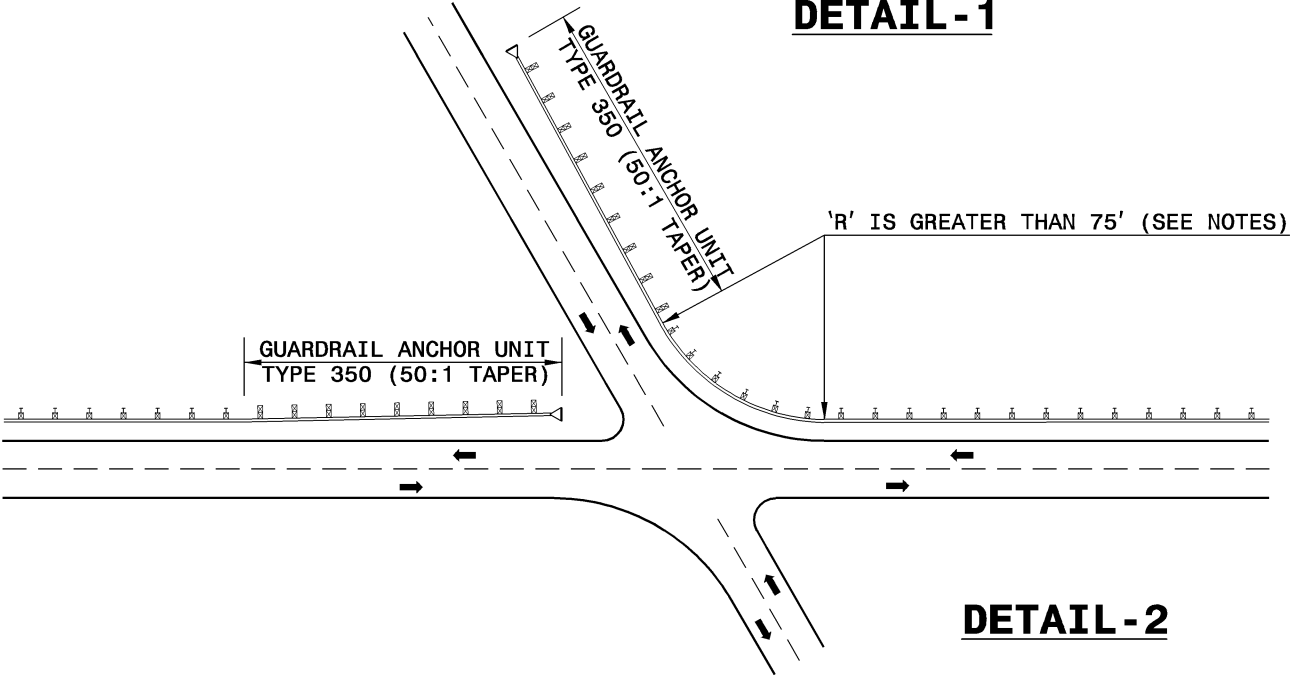 DETAIL-1
GUARDRAIL ANCHOR UNIT
TYPE 350 (50:1 TAPER)
'R' IS GREATER THAN 75' (SEE NOTES)
GUARDRAIL ANCHOR UNIT
TYPE 350 (50:1 TAPER)
DETAIL-2